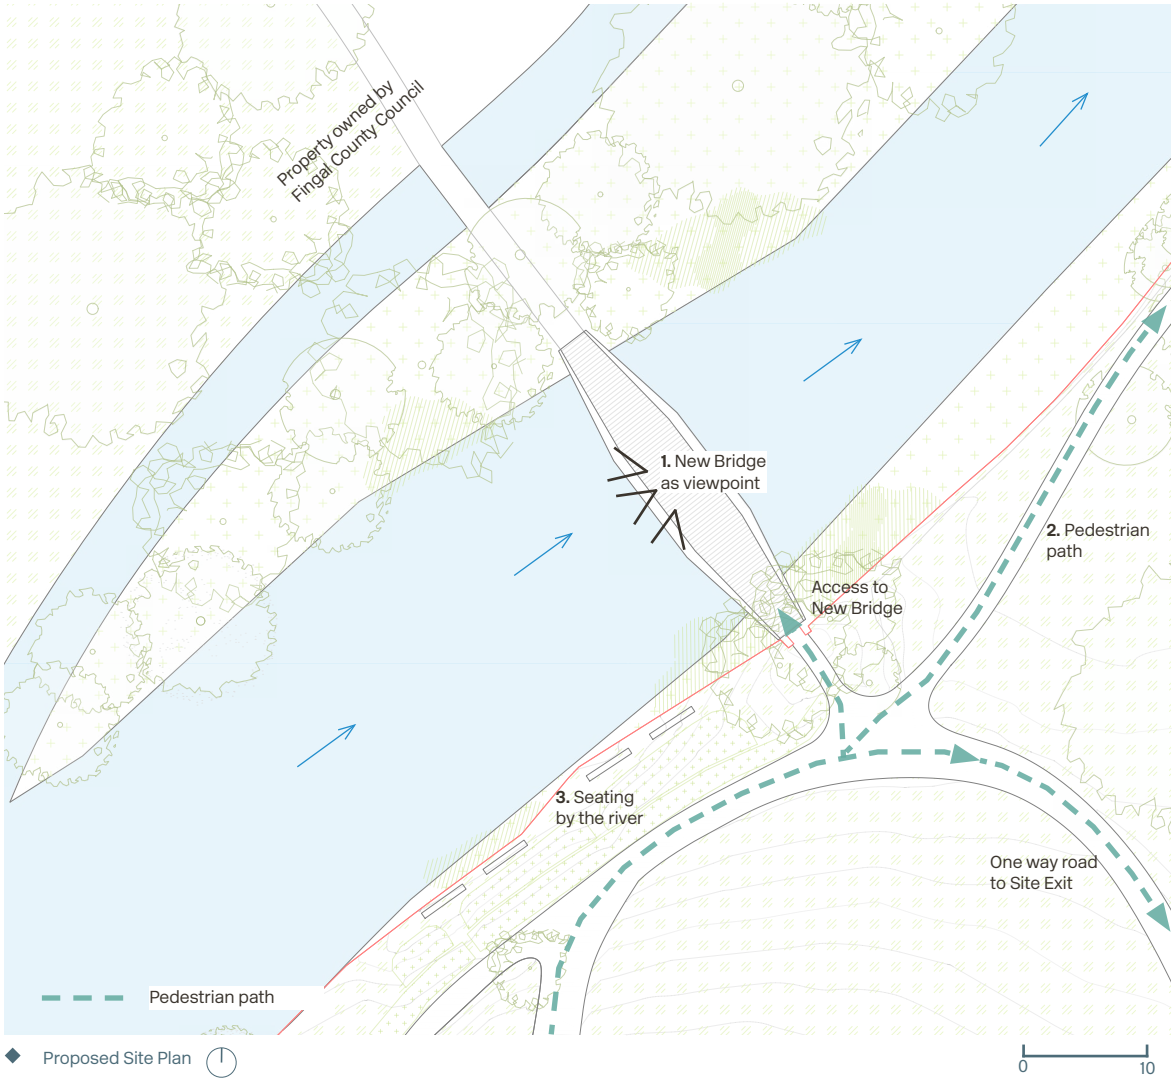 Property owned by
Fingal County Council
1. New Bridge
as viewpoint
2. Pedestrian
path
Access to
New Bridge
3. Seating
by the river
One way road
to Site Exit
Pedestrian path
Proposed Site Plan
0 10